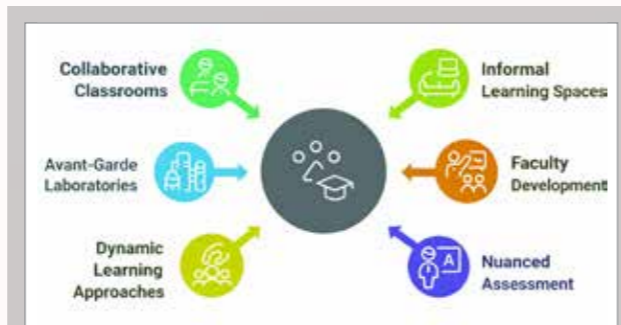 Collaborative
Classrooms
Informal
Learning Spaces
Avant-Garde
Laboratories
Faculty
Development
Dynamic
Learning
Approaches
A
Nuanced
Assessment